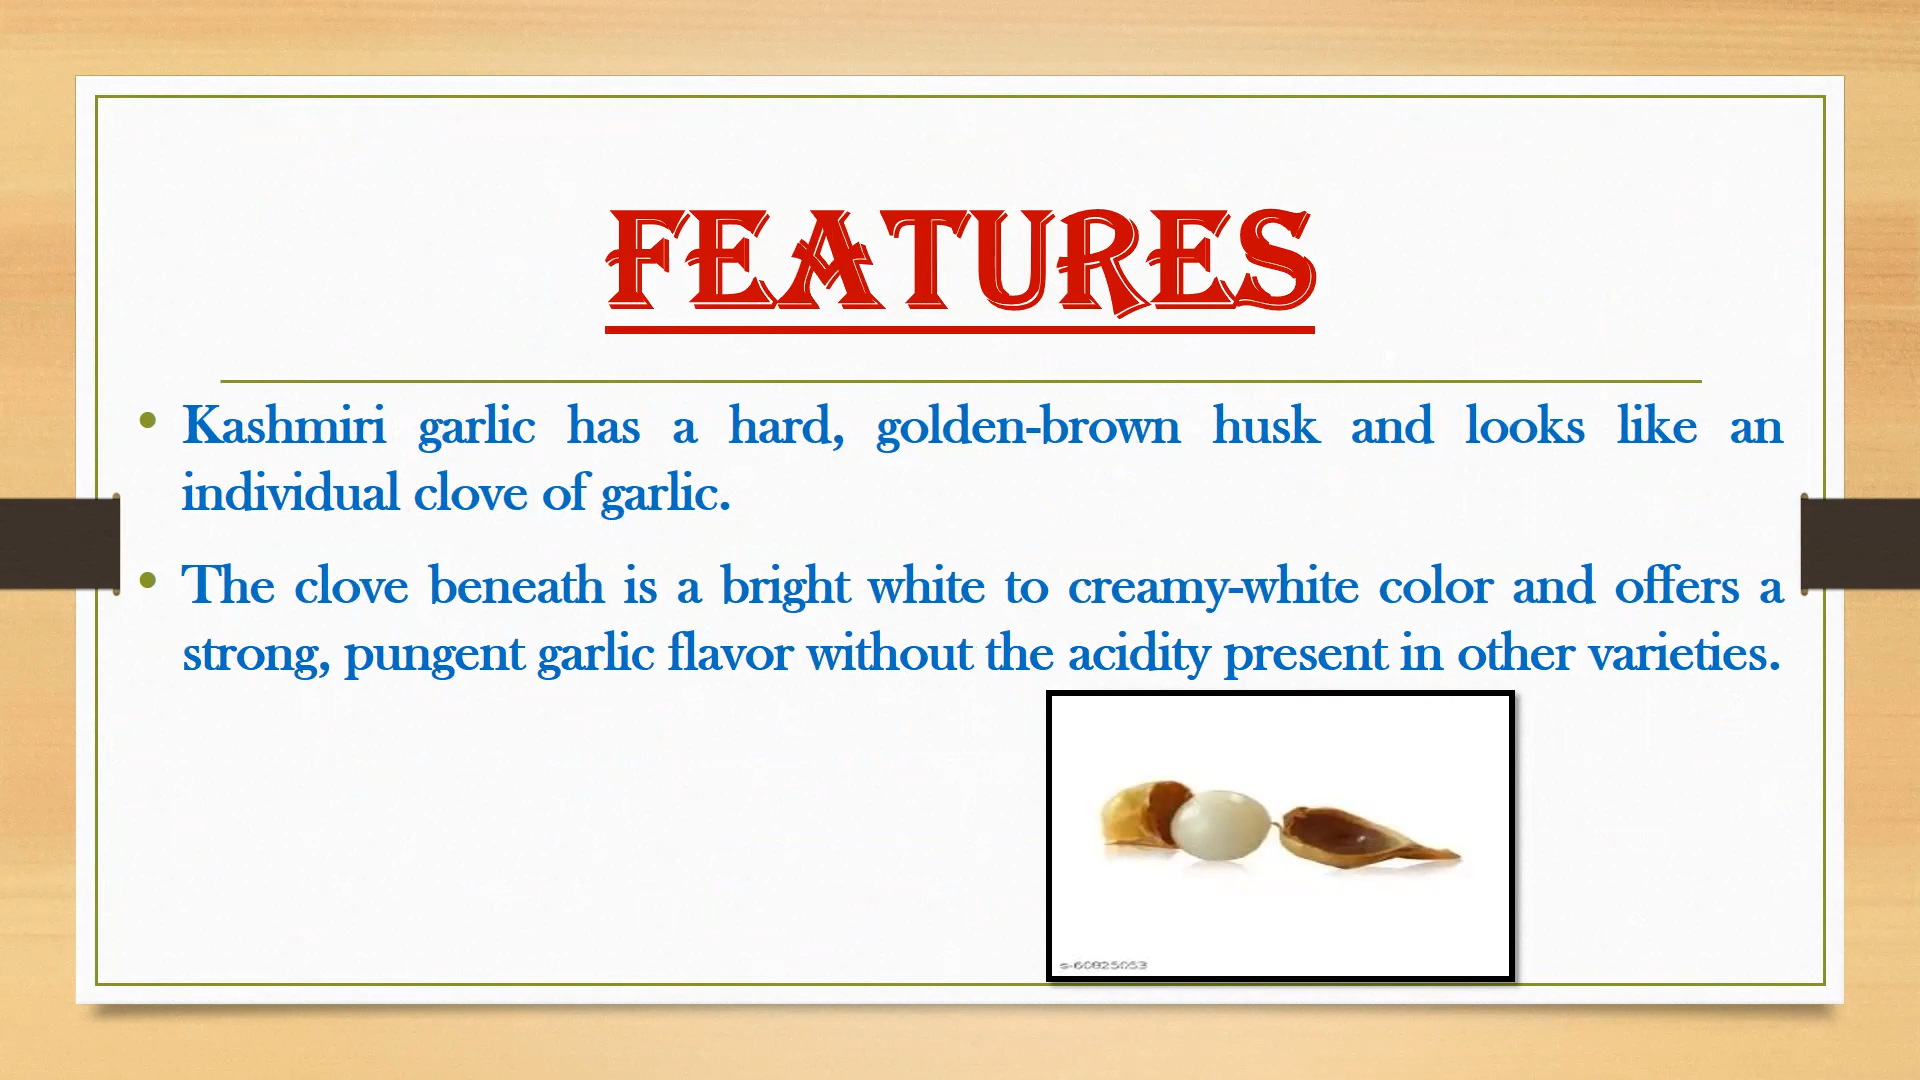 FEATURES
• Kashmiri garlic has a hard, golden-brown husk and looks like an
individual clove of garlic.
• The clove beneath is a bright white to creamy-white color and offers a
strong, pungent garlic flavor without the acidity present in other varieties.
s-60825053